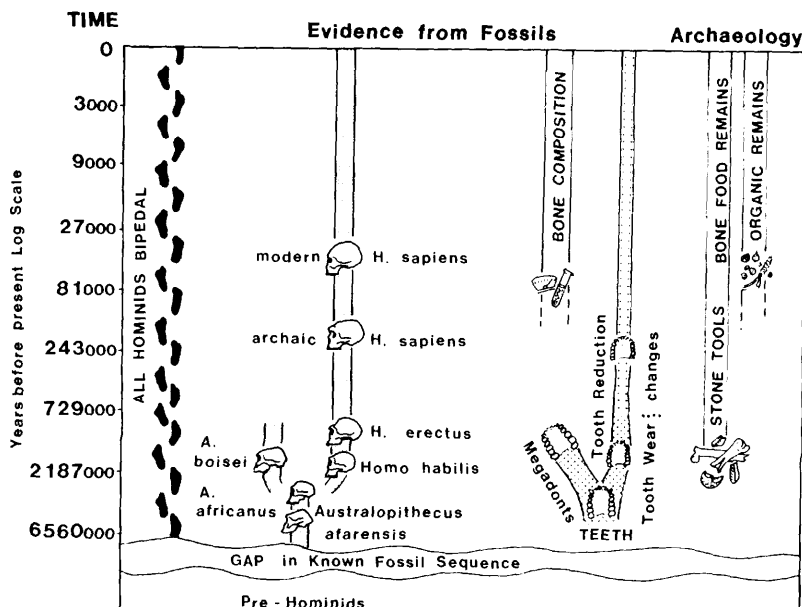 TIME
Evidence from Fossils
Archaeology
Years before present Log Scale
0
3000
9000
27000
81000
243000
729000
2187000
6560000
ALL HOMINIDS BIPEDAL
modern H. sapiens
archaic H. sapiens
H. erectus
A. boisei
Homo habilis
A. africanus
Australopithecus afarensis
BONE COMPOSITION
Megadonts
Tooth Reduction
Tooth Wear changes
TEETH
STONE TOOLS
BONE FOOD REMAINS
ORGANIC REMAINS
GAP in Known Fossil Sequence
Pre - Hominids